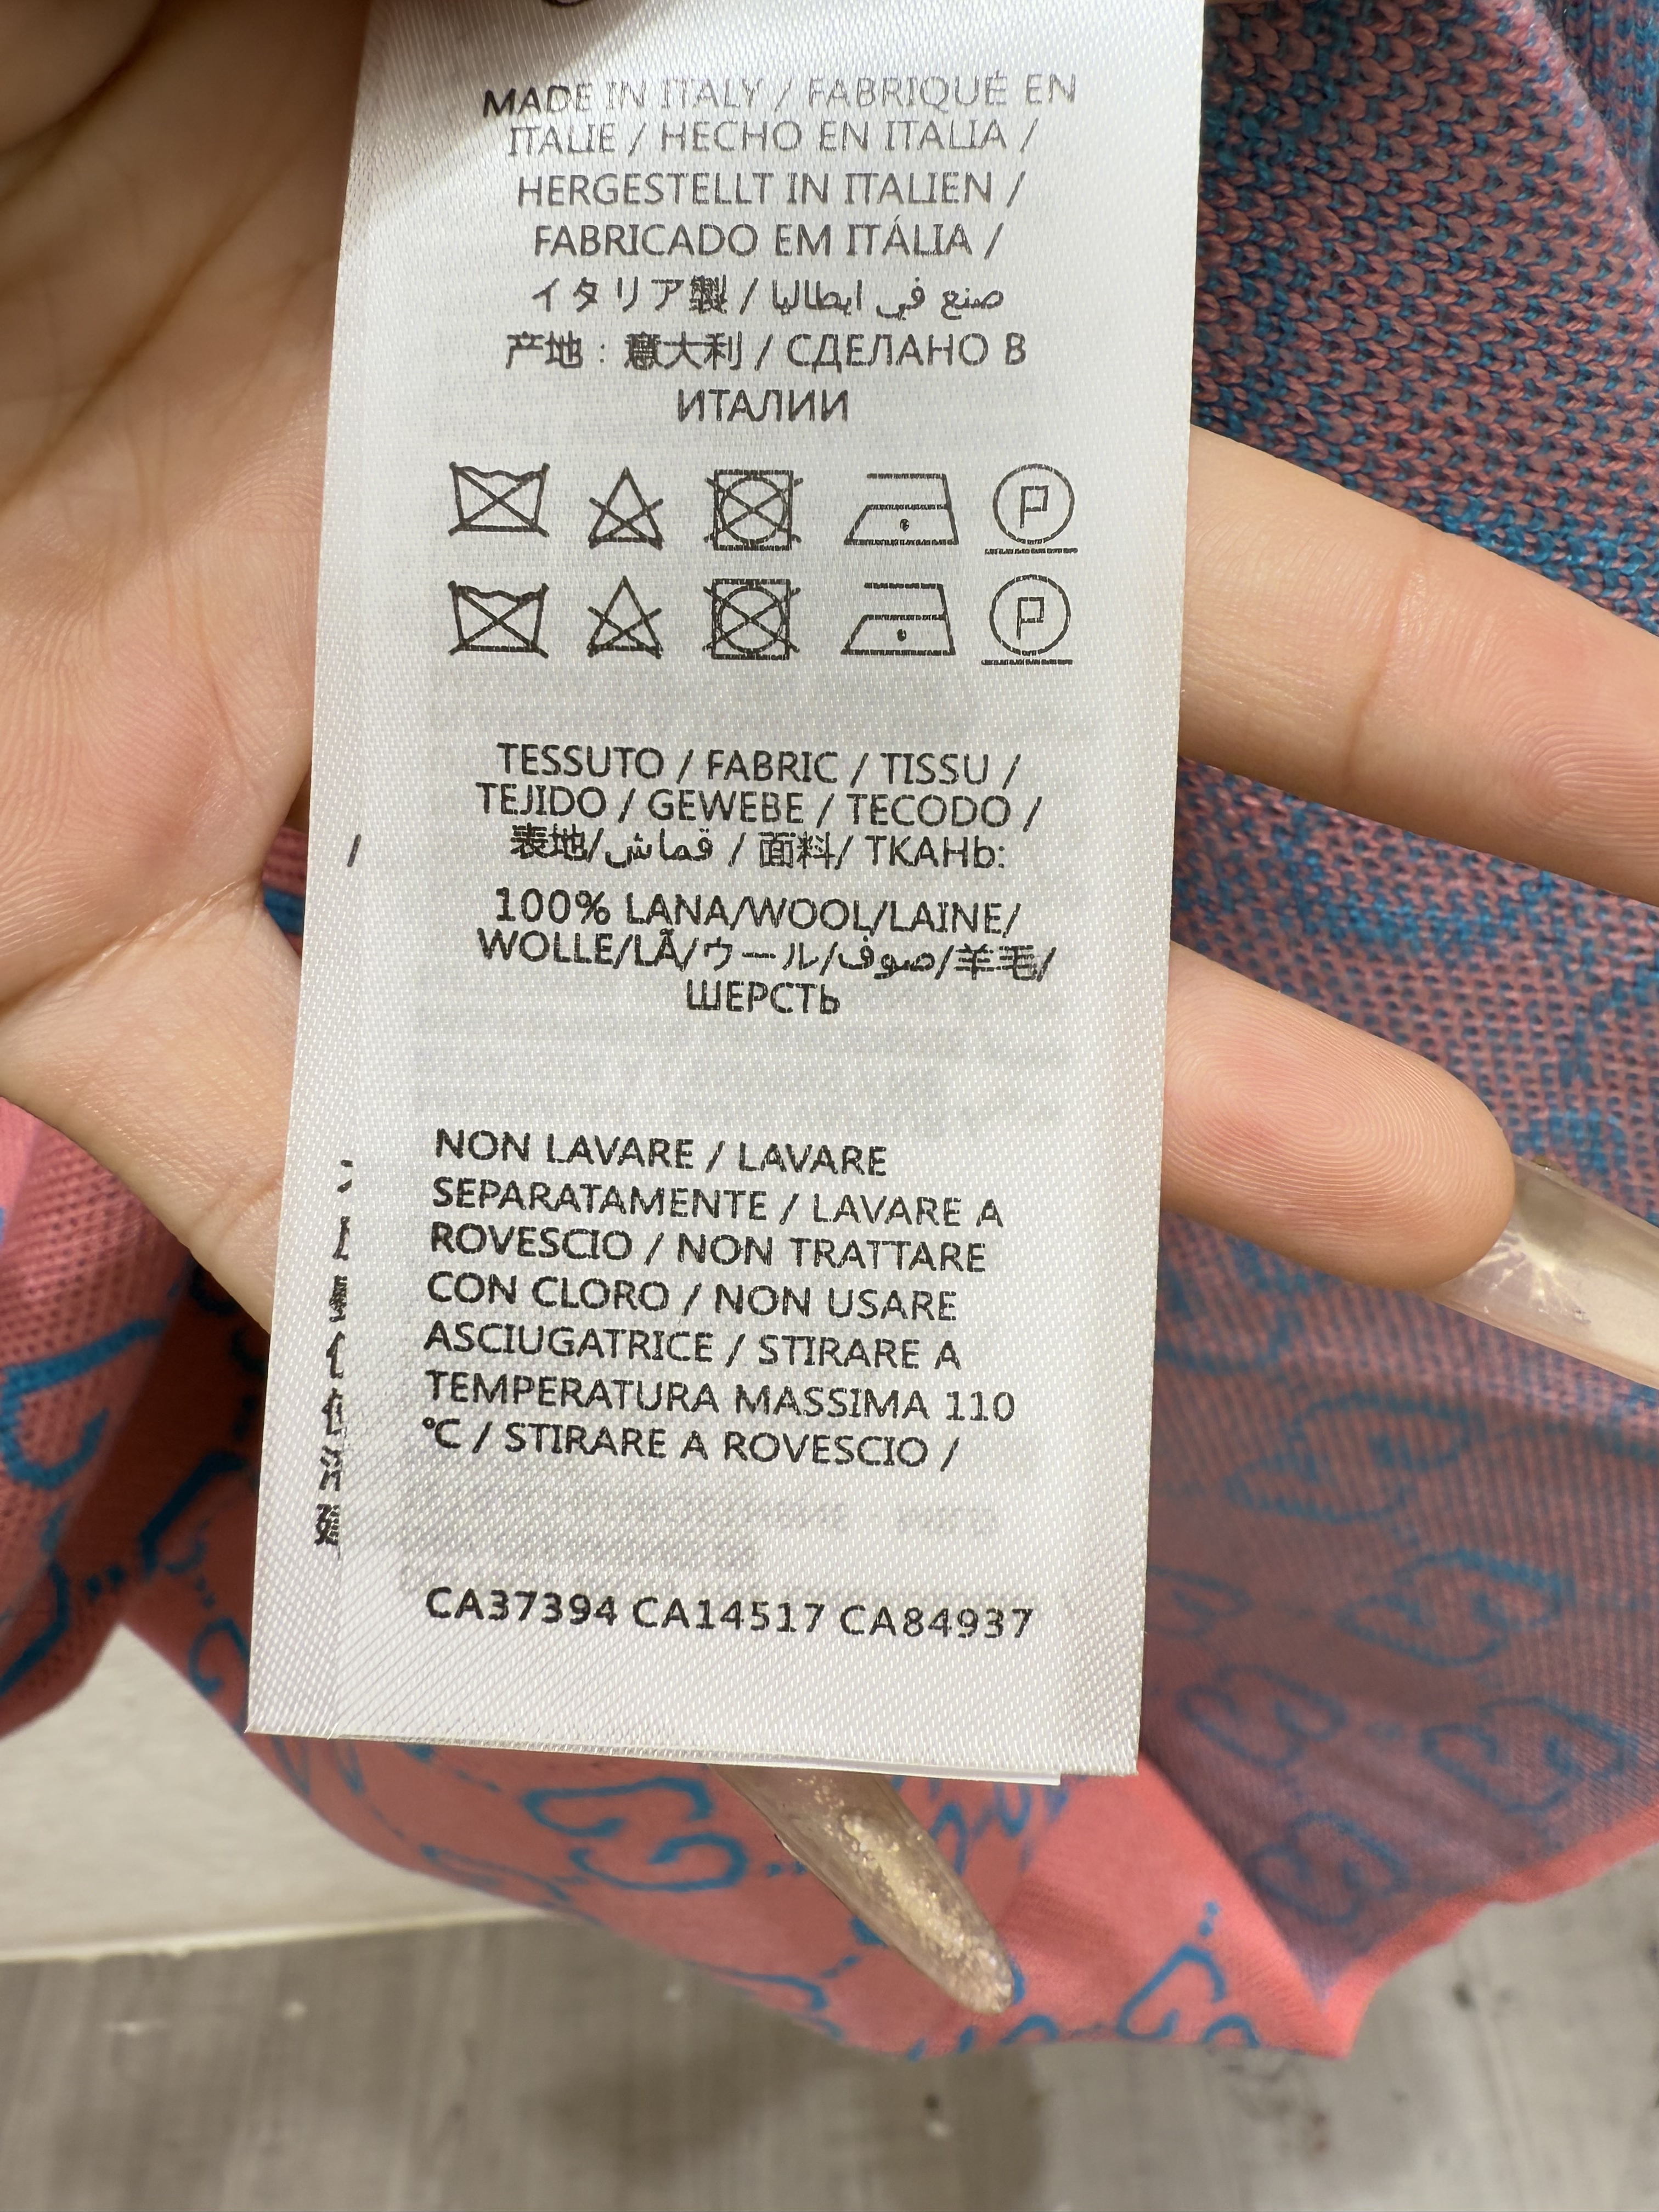 MADE IN ITALY / FABRIQUÉ EN
ITALIE / HECHO EN ITALIA /
HERGESTELLT IN ITALIEN /
FABRICADO EM ITÁLIA /
イタリア製 / صنع في ايطاليا
产地：意大利 / СДЕЛАНО В
ИТАЛИИ
P
P
TESSUTO / FABRIC / TISSU /
TEJIDO / GEWEBE / TECODO /
表地/قماش / 面料/ ТКАНЬ:
100% LANA/WOOL/LAINE/
WOLLE/LÃ/ウール/صوف/羊毛/
ШЕРСТЬ
NON LAVARE / LAVARE
SEPARATAMENTE / LAVARE A
ROVESCIO / NON TRATTARE
CON CLORO / NON USARE
ASCIUGATRICE / STIRARE A
TEMPERATURA MASSIMA 110
°C / STIRARE A ROVESCIO /
CA37394 CA14517 CA84937